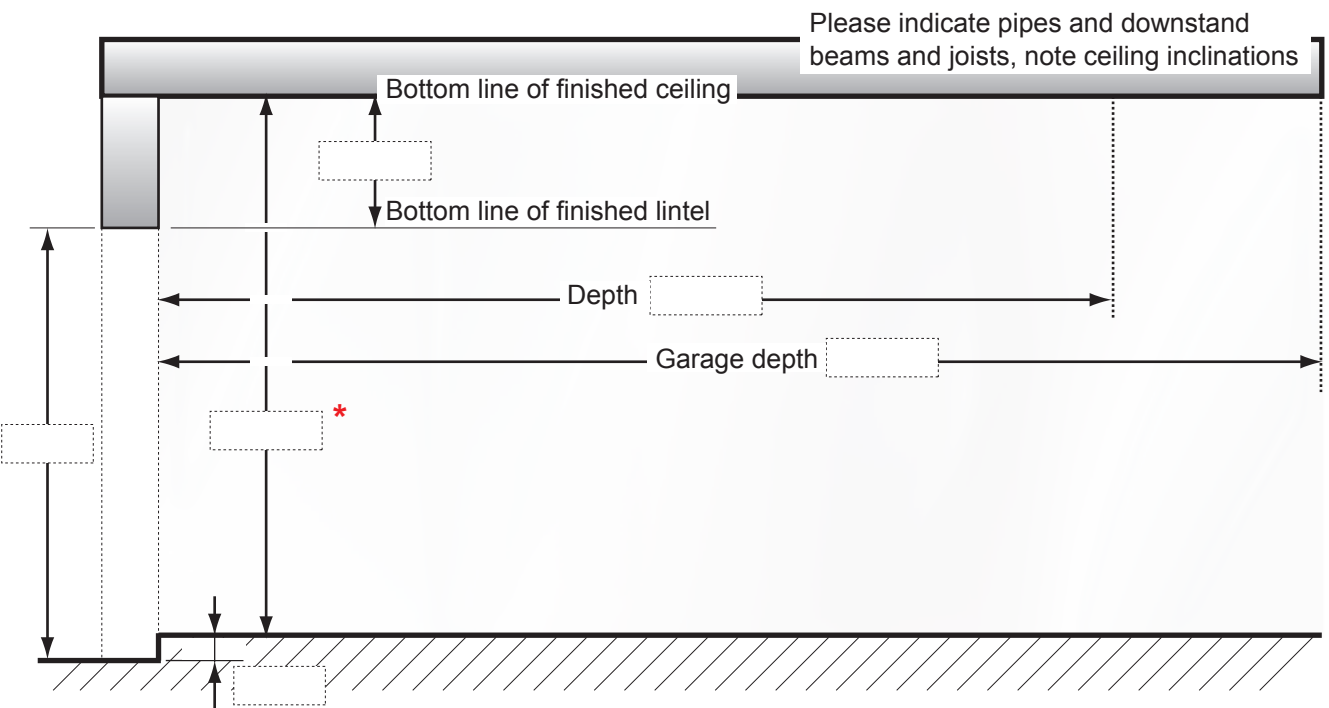 Please indicate pipes and downstand
beams and joists, note ceiling inclinations
Bottom line of finished ceiling
Bottom line of finished lintel
Depth
Garage depth
*